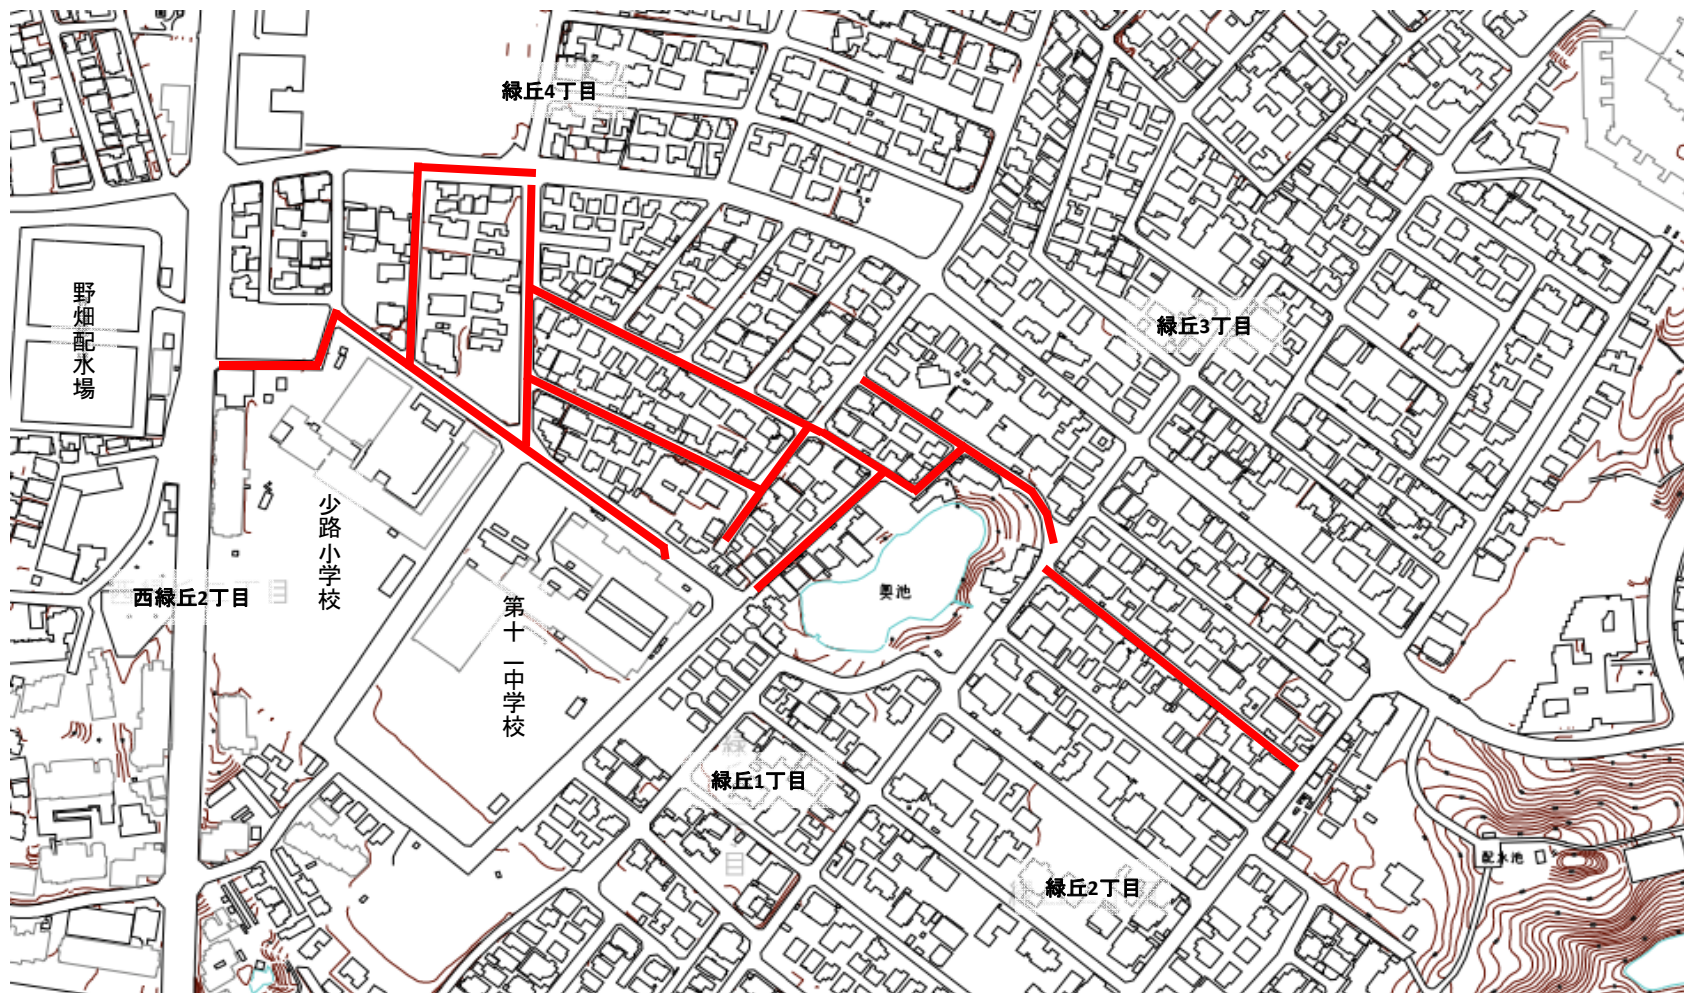 緑丘4丁目
野畑配水場
緑丘3丁目
少路小学校
西緑丘2丁目
第十一中学校
奥池
緑丘1丁目
緑丘2丁目
配水池